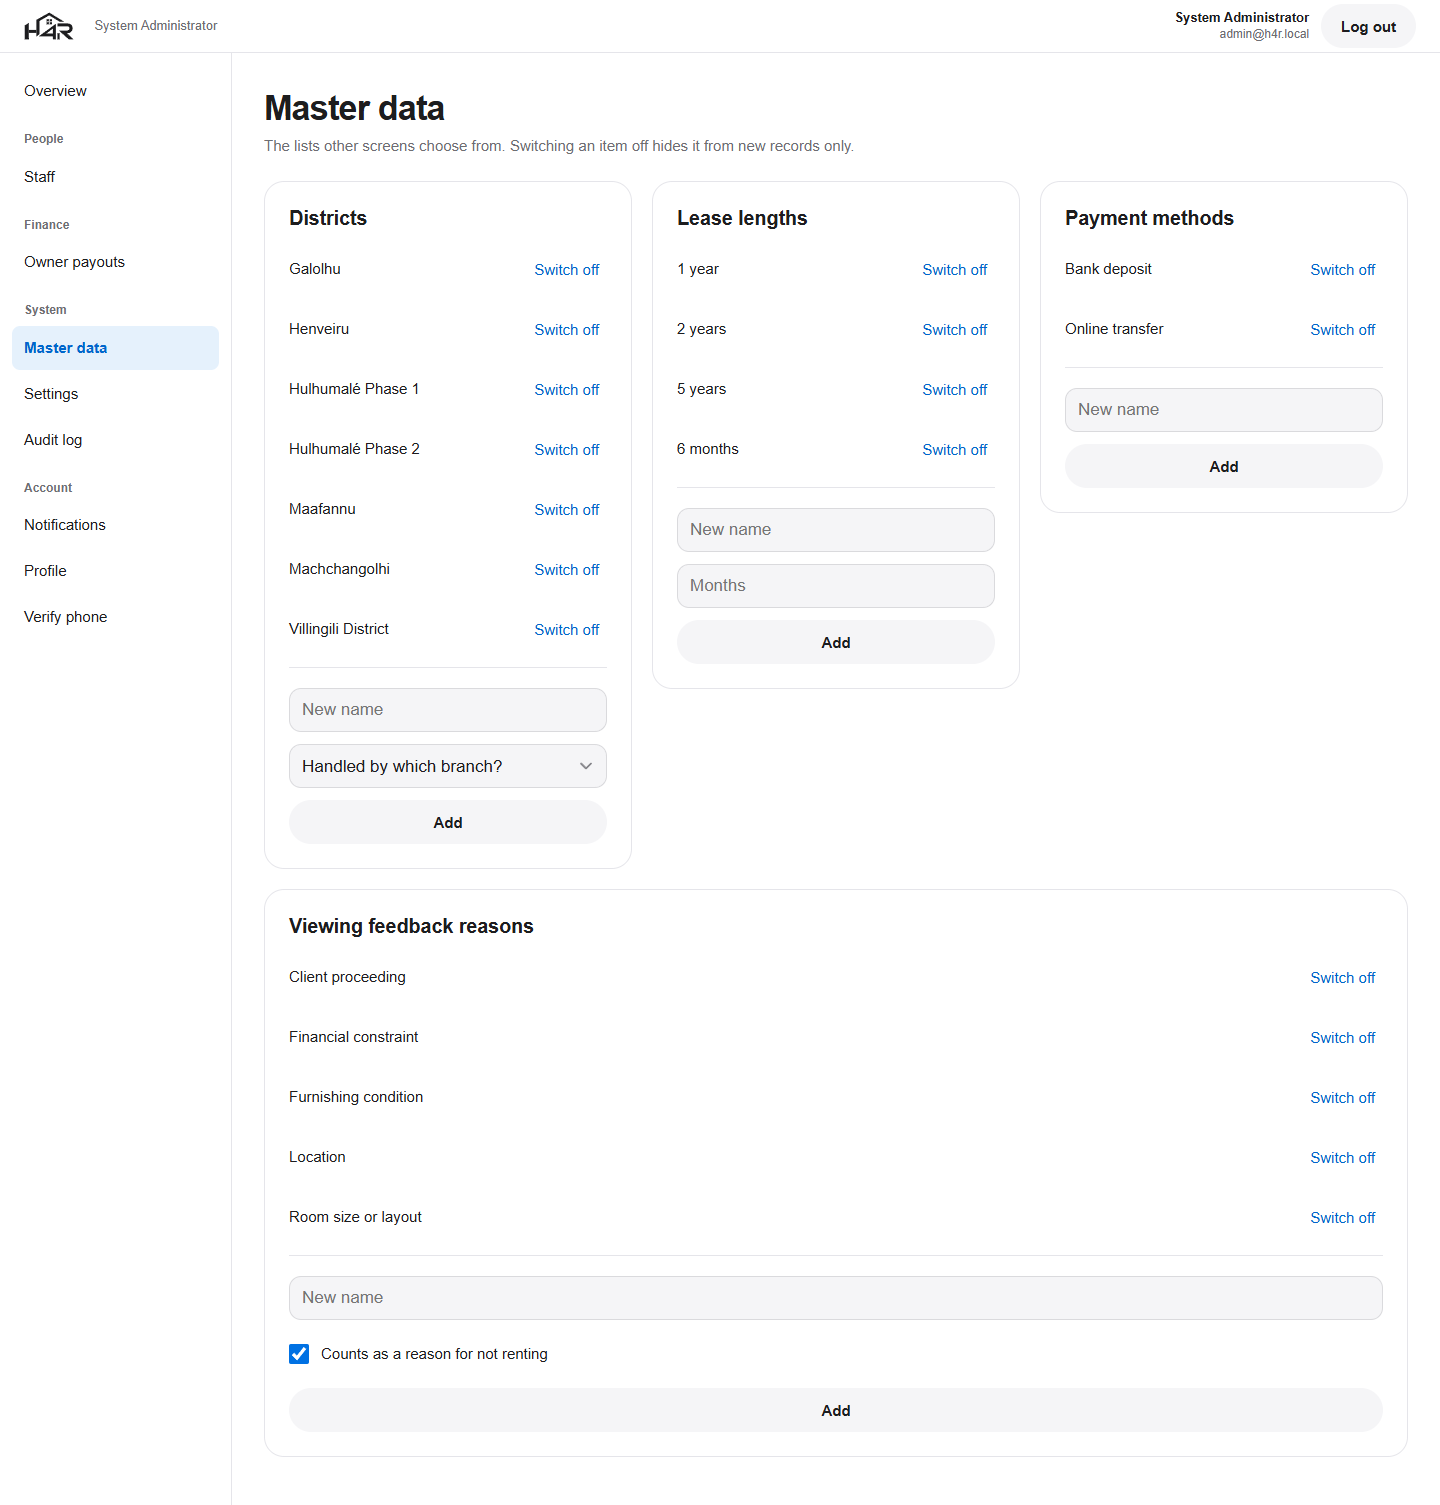 H4R
System Administrator
System Administrator
admin@h4r.local
Log out
Overview
People
Staff
Finance
Owner payouts
System
Master data
Settings
Audit log
Account
Notifications
Profile
Verify phone
Master data
The lists other screens choose from. Switching an item off hides it from new records only.
Districts
Galolhu Switch off
Henveiru Switch off
Hulhumalé Phase 1 Switch off
Hulhumalé Phase 2 Switch off
Maafannu Switch off
Machchangolhi Switch off
Villingili District Switch off
New name
Handled by which branch?
Add
Lease lengths
1 year Switch off
2 years Switch off
5 years Switch off
6 months Switch off
New name
Months
Add
Payment methods
Bank deposit Switch off
Online transfer Switch off
New name
Add
Viewing feedback reasons
Client proceeding Switch off
Financial constraint Switch off
Furnishing condition Switch off
Location Switch off
Room size or layout Switch off
New name
Counts as a reason for not renting
Add